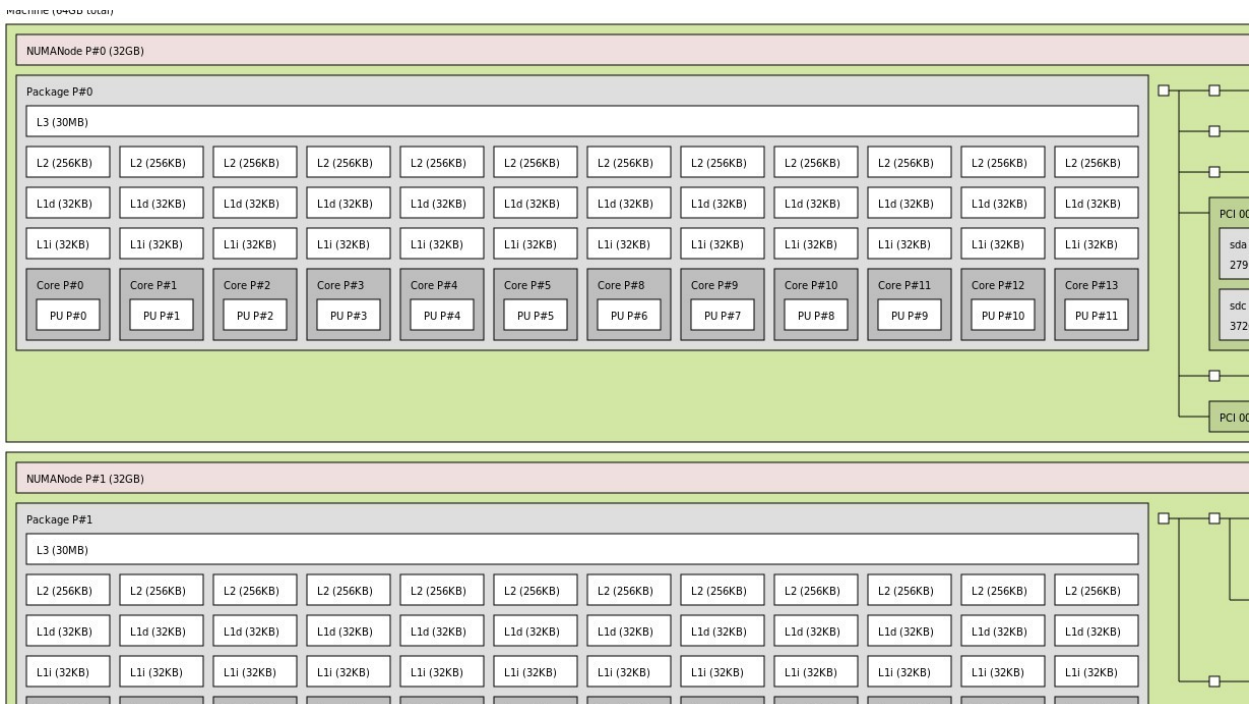 Machine (64GB total)
NUMANode P#0 (32GB)
Package P#0
L3 (30MB)
L2 (256KB) L2 (256KB) L2 (256KB) L2 (256KB) L2 (256KB) L2 (256KB) L2 (256KB) L2 (256KB) L2 (256KB) L2 (256KB) L2 (256KB) L2 (256KB)
L1d (32KB) L1d (32KB) L1d (32KB) L1d (32KB) L1d (32KB) L1d (32KB) L1d (32KB) L1d (32KB) L1d (32KB) L1d (32KB) L1d (32KB) L1d (32KB)
L1i (32KB) L1i (32KB) L1i (32KB) L1i (32KB) L1i (32KB) L1i (32KB) L1i (32KB) L1i (32KB) L1i (32KB) L1i (32KB) L1i (32KB) L1i (32KB)
Core P#0 Core P#1 Core P#2 Core P#3 Core P#4 Core P#5 Core P#8 Core P#9 Core P#10 Core P#11 Core P#12 Core P#13
PU P#0 PU P#1 PU P#2 PU P#3 PU P#4 PU P#5 PU P#6 PU P#7 PU P#8 PU P#9 PU P#10 PU P#11
PCI 00
sda
279
sdc
372
PCI 00
NUMANode P#1 (32GB)
Package P#1
L3 (30MB)
L2 (256KB) L2 (256KB) L2 (256KB) L2 (256KB) L2 (256KB) L2 (256KB) L2 (256KB) L2 (256KB) L2 (256KB) L2 (256KB) L2 (256KB) L2 (256KB)
L1d (32KB) L1d (32KB) L1d (32KB) L1d (32KB) L1d (32KB) L1d (32KB) L1d (32KB) L1d (32KB) L1d (32KB) L1d (32KB) L1d (32KB) L1d (32KB)
L1i (32KB) L1i (32KB) L1i (32KB) L1i (32KB) L1i (32KB) L1i (32KB) L1i (32KB) L1i (32KB) L1i (32KB) L1i (32KB) L1i (32KB) L1i (32KB)